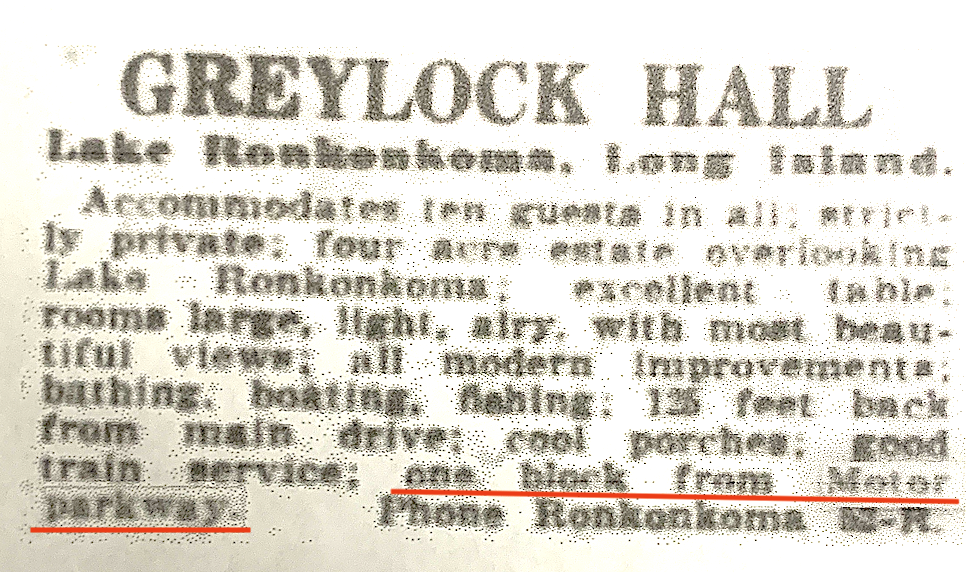 GREYLOCK HALL
Lake Ronkonkoma, Long Island.
Accommodates ten guests in all; strict-
ly private; four acre estate overlooking
Lake Ronkonkoma; excellent table;
rooms large, light, airy, with most beau-
tiful views; all modern improvements;
bathing, boating, fishing; 125 feet back
from main drive; cool porches; good
train service; one block from Motor
parkway. Phone Ronkonkoma